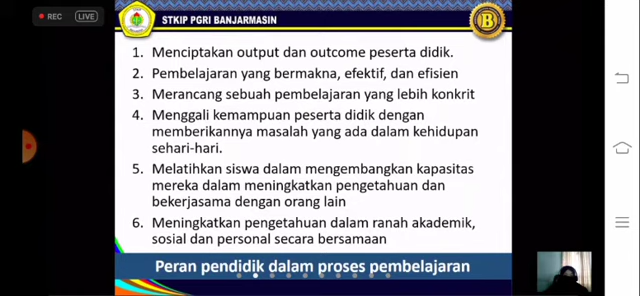 REC
LIVE
STKIP PGRI BANJARMASIN
B
1. Menciptakan output dan outcome peserta didik.
2. Pembelajaran yang bermakna, efektif, dan efisien
3. Merancang sebuah pembelajaran yang lebih konkrit
4. Menggali kemampuan peserta didik dengan
memberikannya masalah yang ada dalam kehidupan
sehari-hari.
5. Melatihkan siswa dalam mengembangkan kapasitas
mereka dalam meningkatkan pengetahuan dan
bekerjasama dengan orang lain
6. Meningkatkan pengetahuan dalam ranah akademik,
sosial dan personal secara bersamaan
Peran pendidik dalam proses pembelajaran